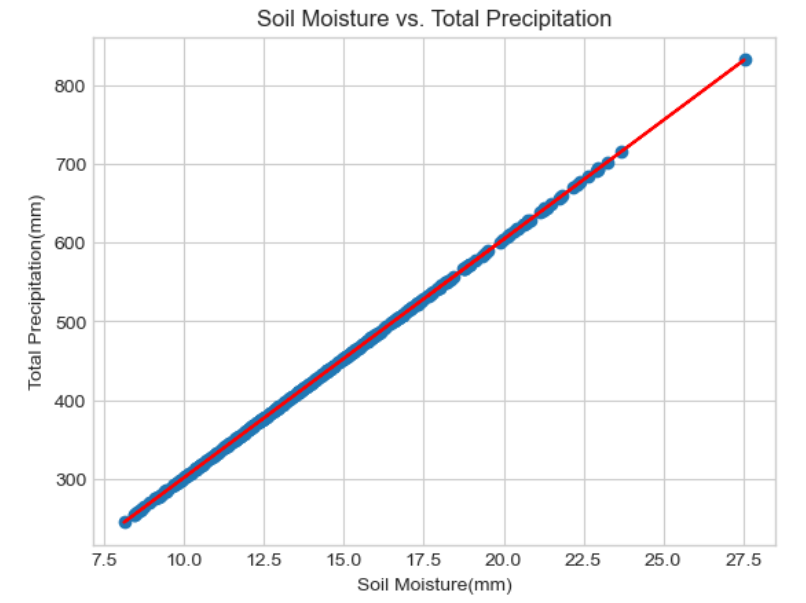 Soil Moisture vs. Total Precipitation
Total Precipitation(mm)
800
700
600
500
400
300
7.5 10.0 12.5 15.0 17.5 20.0 22.5 25.0 27.5
Soil Moisture(mm)